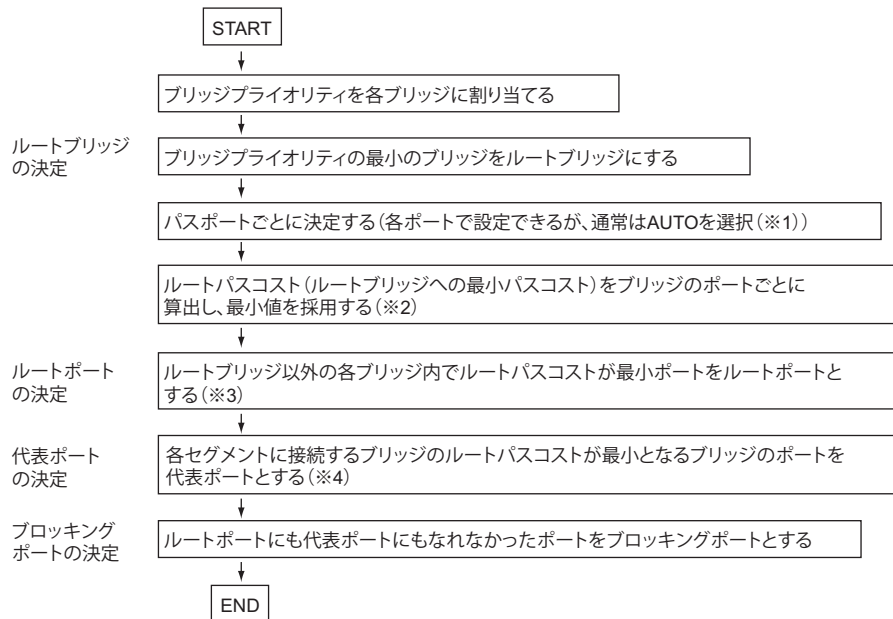 START
ブリッジプライオリティを各ブリッジに割り当てる
ルートブリッジ
の決定
ブリッジプライオリティの最小のブリッジをルートブリッジにする
パスポートごとに決定する（各ポートで設定できるが、通常はAUTOを選択（※1））
ルートパスコスト（ルートブリッジへの最小パスコスト）をブリッジのポートごとに
算出し、最小値を採用する（※2）
ルートポート
の決定
ルートブリッジ以外の各ブリッジ内でルートパスコストが最小ポートをルートポートと
する（※3）
代表ポート
の決定
各セグメントに接続するブリッジのルートパスコストが最小となるブリッジのポートを
代表ポートとする（※4）
ブロッキング
ポートの決定
ルートポートにも代表ポートにもなれなかったポートをブロッキングポートとする
END